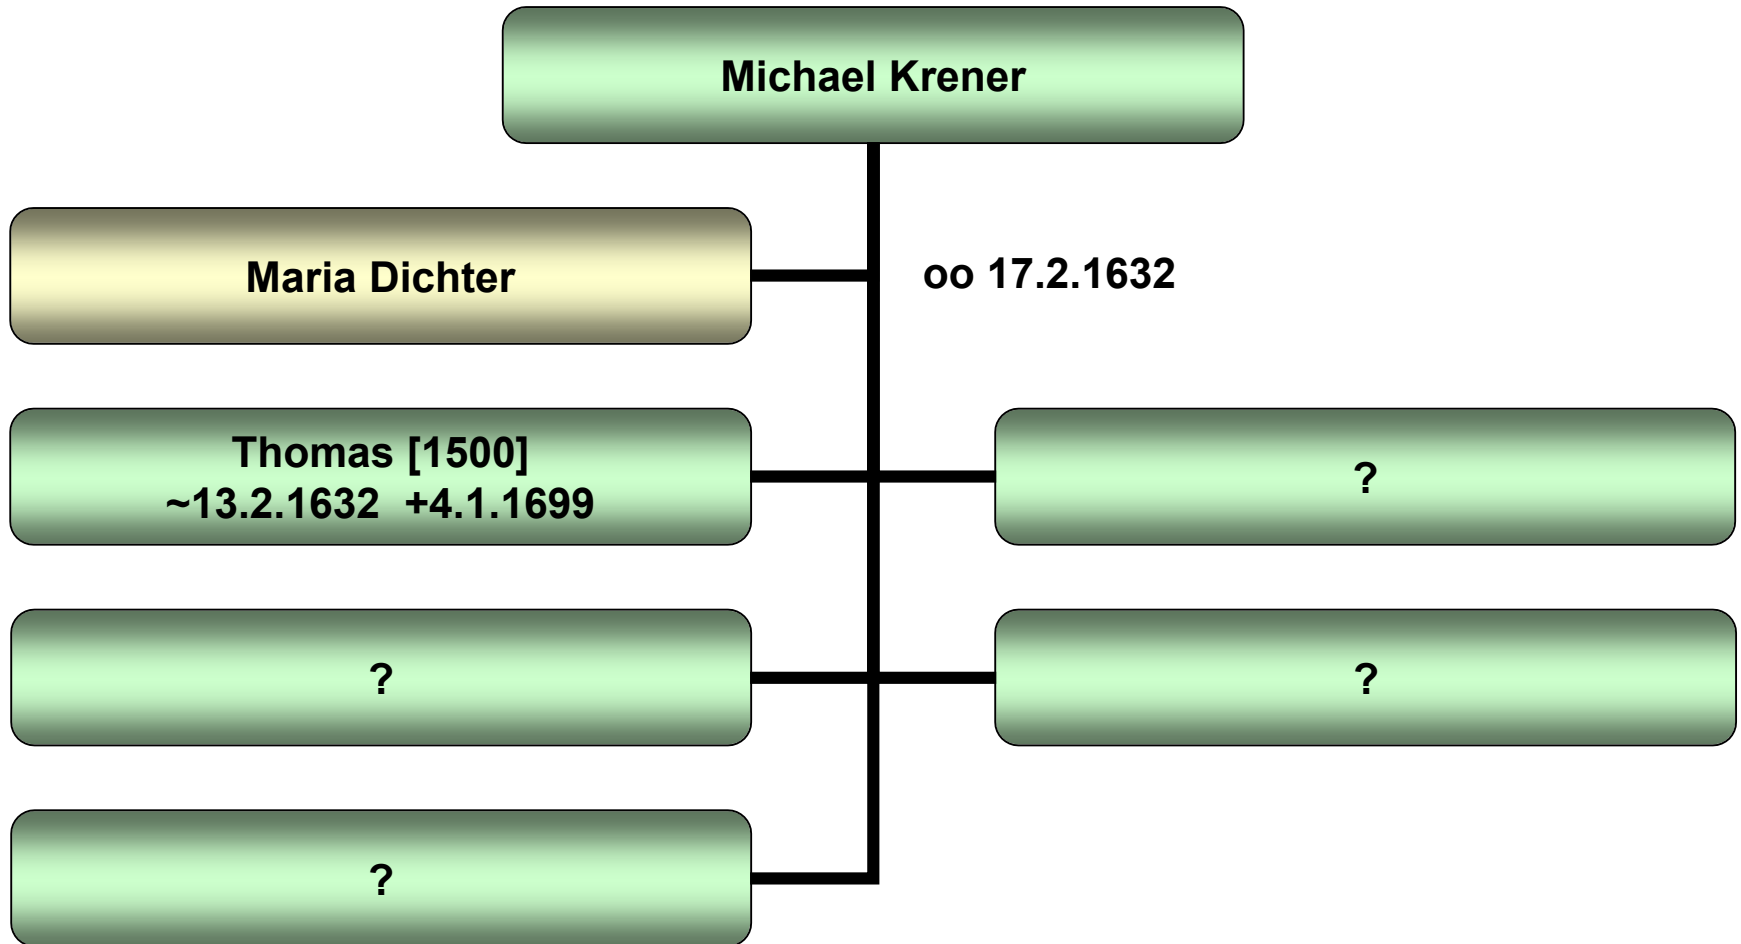 Michael Krener
Maria Dichter
oo 17.2.1632
Thomas [1500]
~13.2.1632 +4.1.1699
?
?
?
?